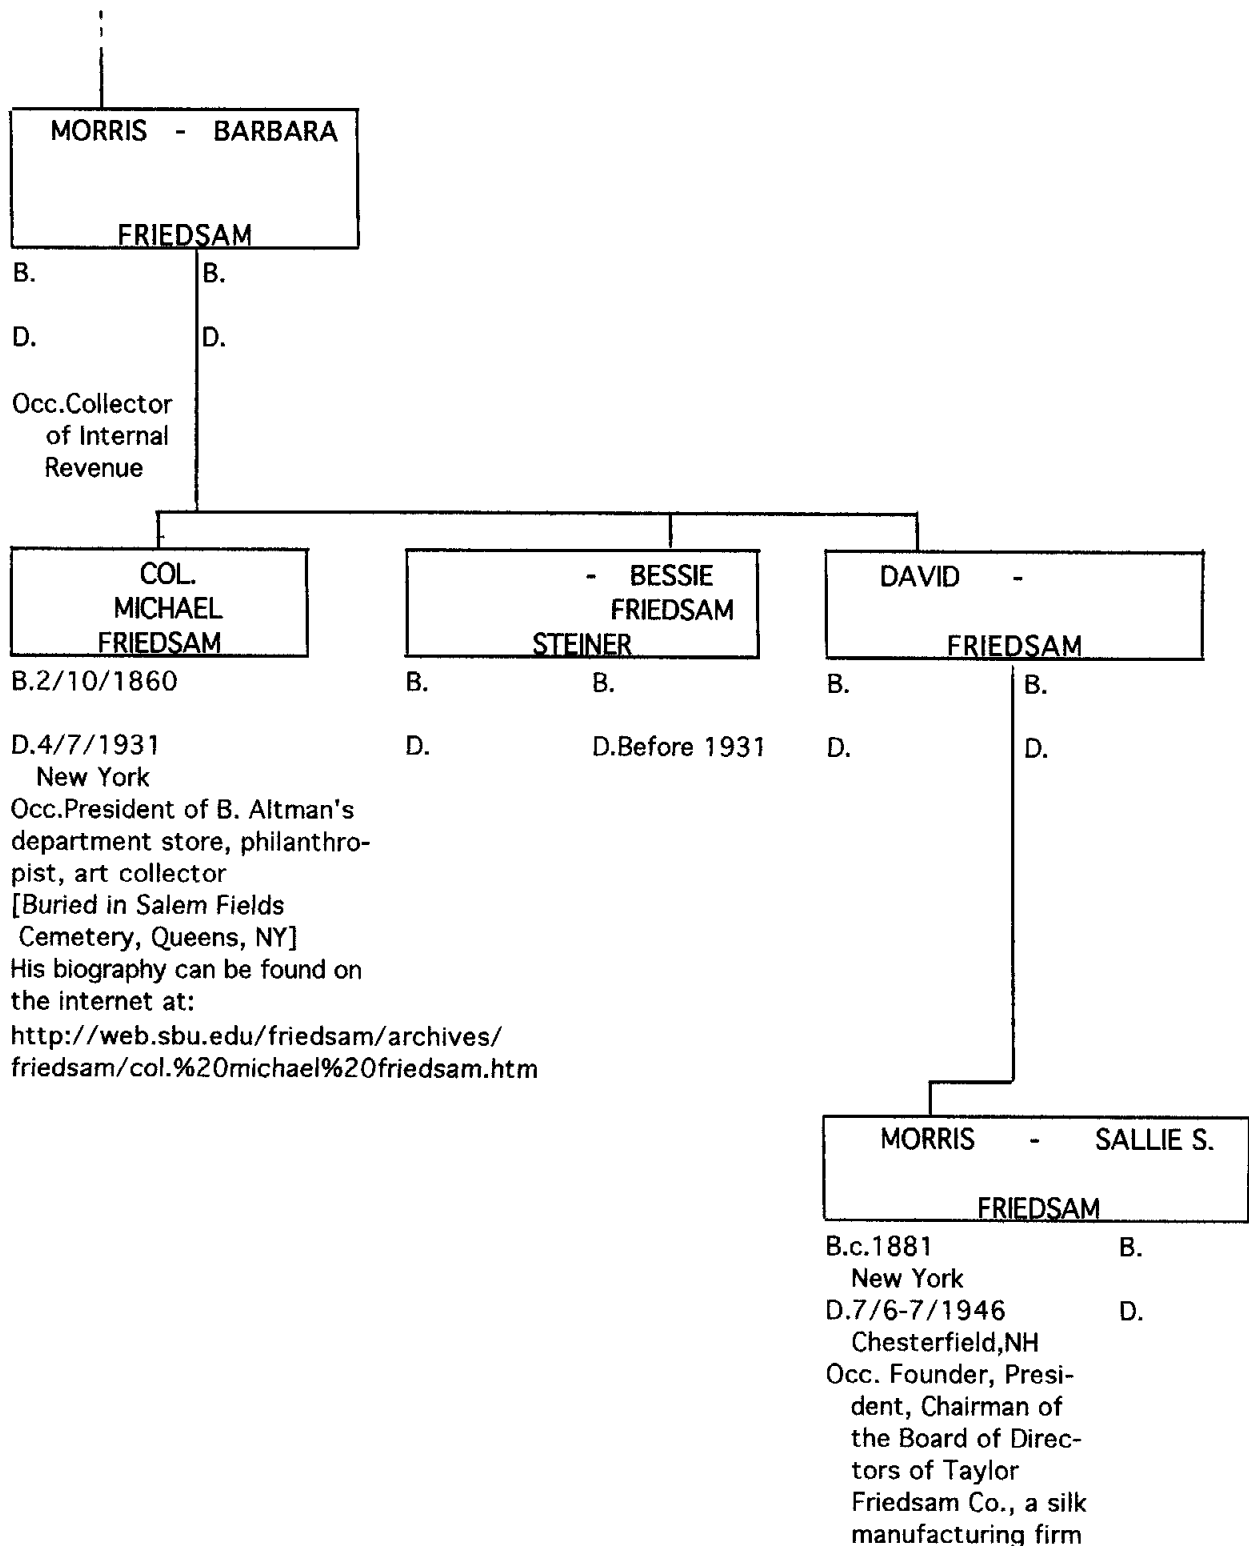 MORRIS - BARBARA
FRIEDSAM
B. B.
D. D.
Occ.Collector
of Internal
Revenue
COL.
MICHAEL
FRIEDSAM
B.2/10/1860
D.4/7/1931
New York
Occ.President of B. Altman's
department store, philanthro-
pist, art collector
[Buried in Salem Fields
Cemetery, Queens, NY]
His biography can be found on
the internet at:
http://web.sbu.edu/friedsam/archives/
friedsam/col.%20michael%20friedsam.htm
- BESSIE
FRIEDSAM
STEINER
B. B.
D. D.Before 1931
DAVID -
FRIEDSAM
B. B.
D. D.
MORRIS - SALLIE S.
FRIEDSAM
B.c.1881 B.
New York
D.7/6-7/1946 D.
Chesterfield,NH
Occ. Founder, Presi-
dent, Chairman of
the Board of Direc-
tors of Taylor
Friedsam Co., a silk
manufacturing firm